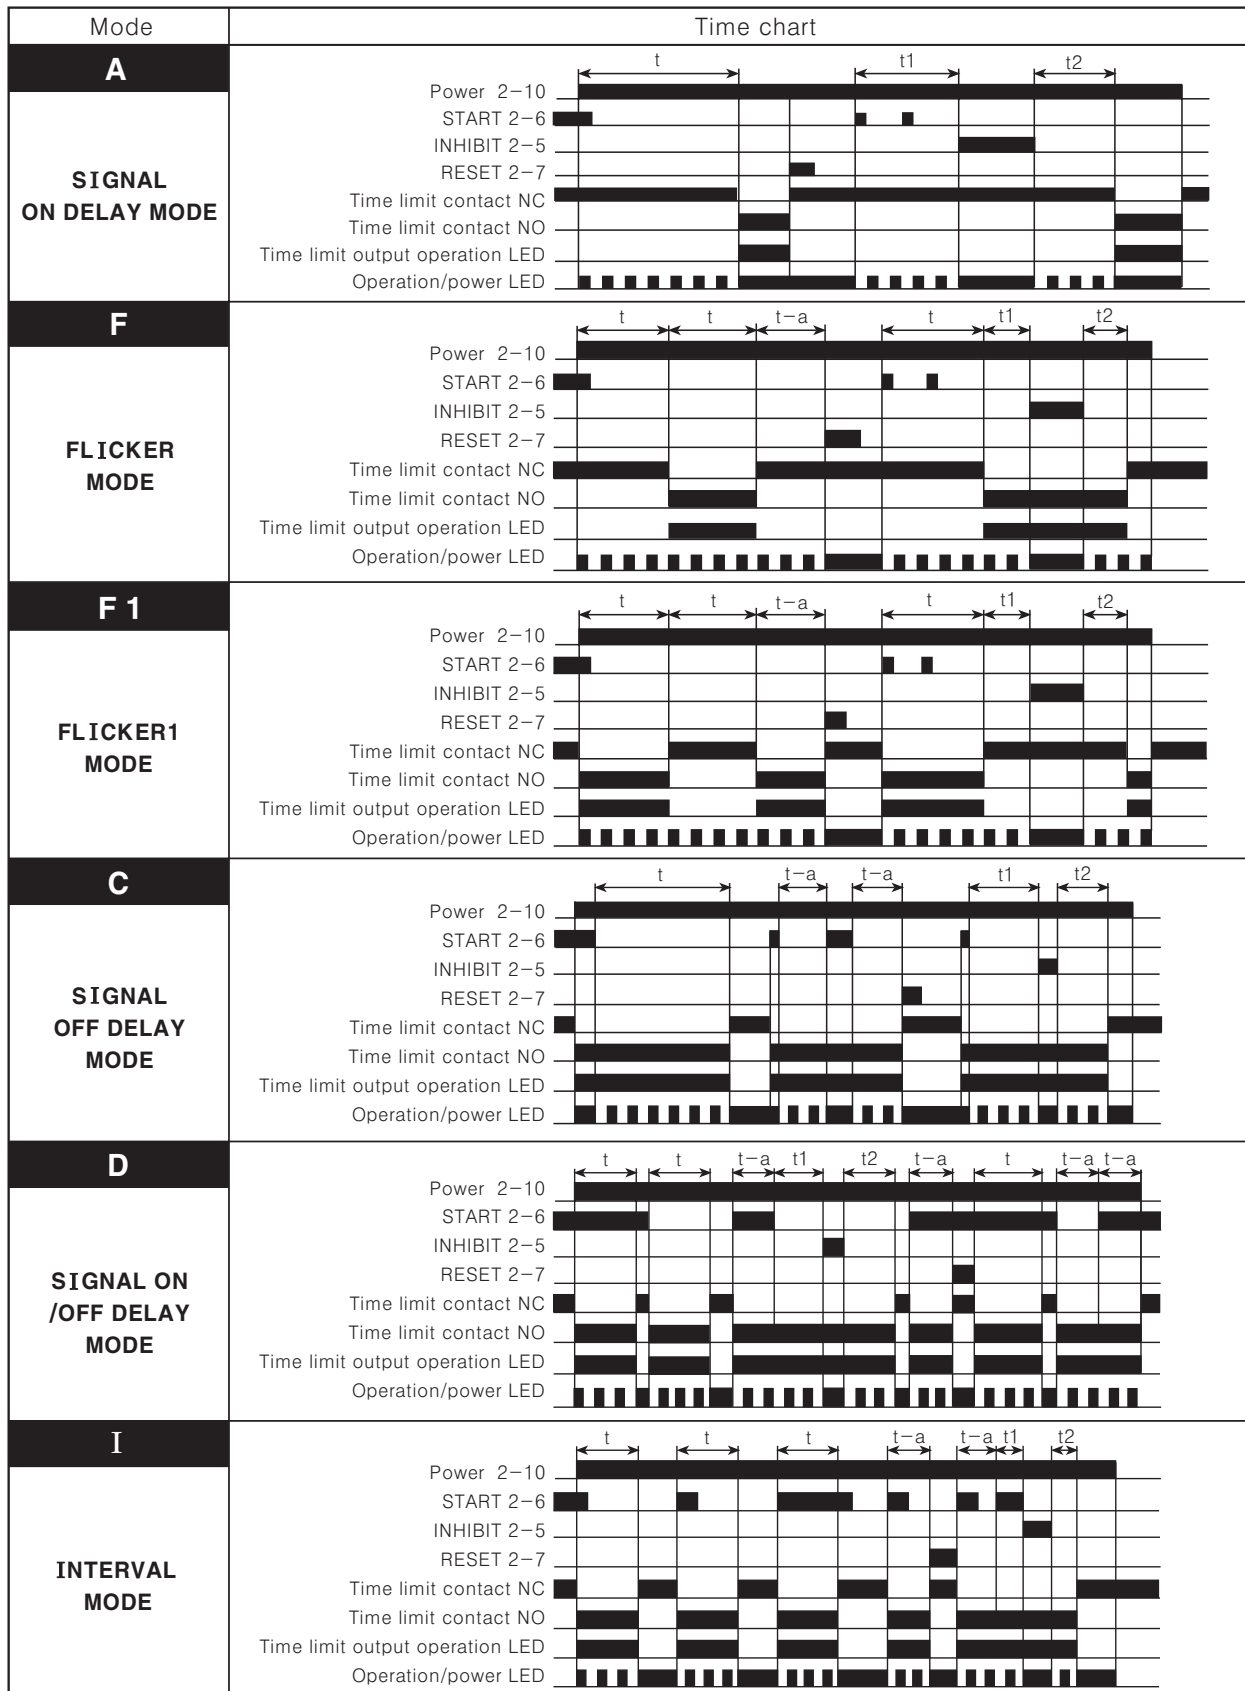 Mode Time chart
A
SIGNAL
ON DELAY MODE
t t1 t2
Power 2-10
START 2-6
INHIBIT 2-5
RESET 2-7
Time limit contact NC
Time limit contact NO
Time limit output operation LED
Operation/power LED
F
FLICKER
MODE
t t t-a t t1 t2
Power 2-10
START 2-6
INHIBIT 2-5
RESET 2-7
Time limit contact NC
Time limit contact NO
Time limit output operation LED
Operation/power LED
F 1
FLICKER1
MODE
t t t-a t t1 t2
Power 2-10
START 2-6
INHIBIT 2-5
RESET 2-7
Time limit contact NC
Time limit contact NO
Time limit output operation LED
Operation/power LED
C
SIGNAL
OFF DELAY
MODE
t t-a t-a t1 t2
Power 2-10
START 2-6
INHIBIT 2-5
RESET 2-7
Time limit contact NC
Time limit contact NO
Time limit output operation LED
Operation/power LED
D
SIGNAL ON
/OFF DELAY
MODE
t t t-a t1 t2 t-a t t-a t-a
Power 2-10
START 2-6
INHIBIT 2-5
RESET 2-7
Time limit contact NC
Time limit contact NO
Time limit output operation LED
Operation/power LED
I
INTERVAL
MODE
t t t t-a t-a t1 t2
Power 2-10
START 2-6
INHIBIT 2-5
RESET 2-7
Time limit contact NC
Time limit contact NO
Time limit output operation LED
Operation/power LED